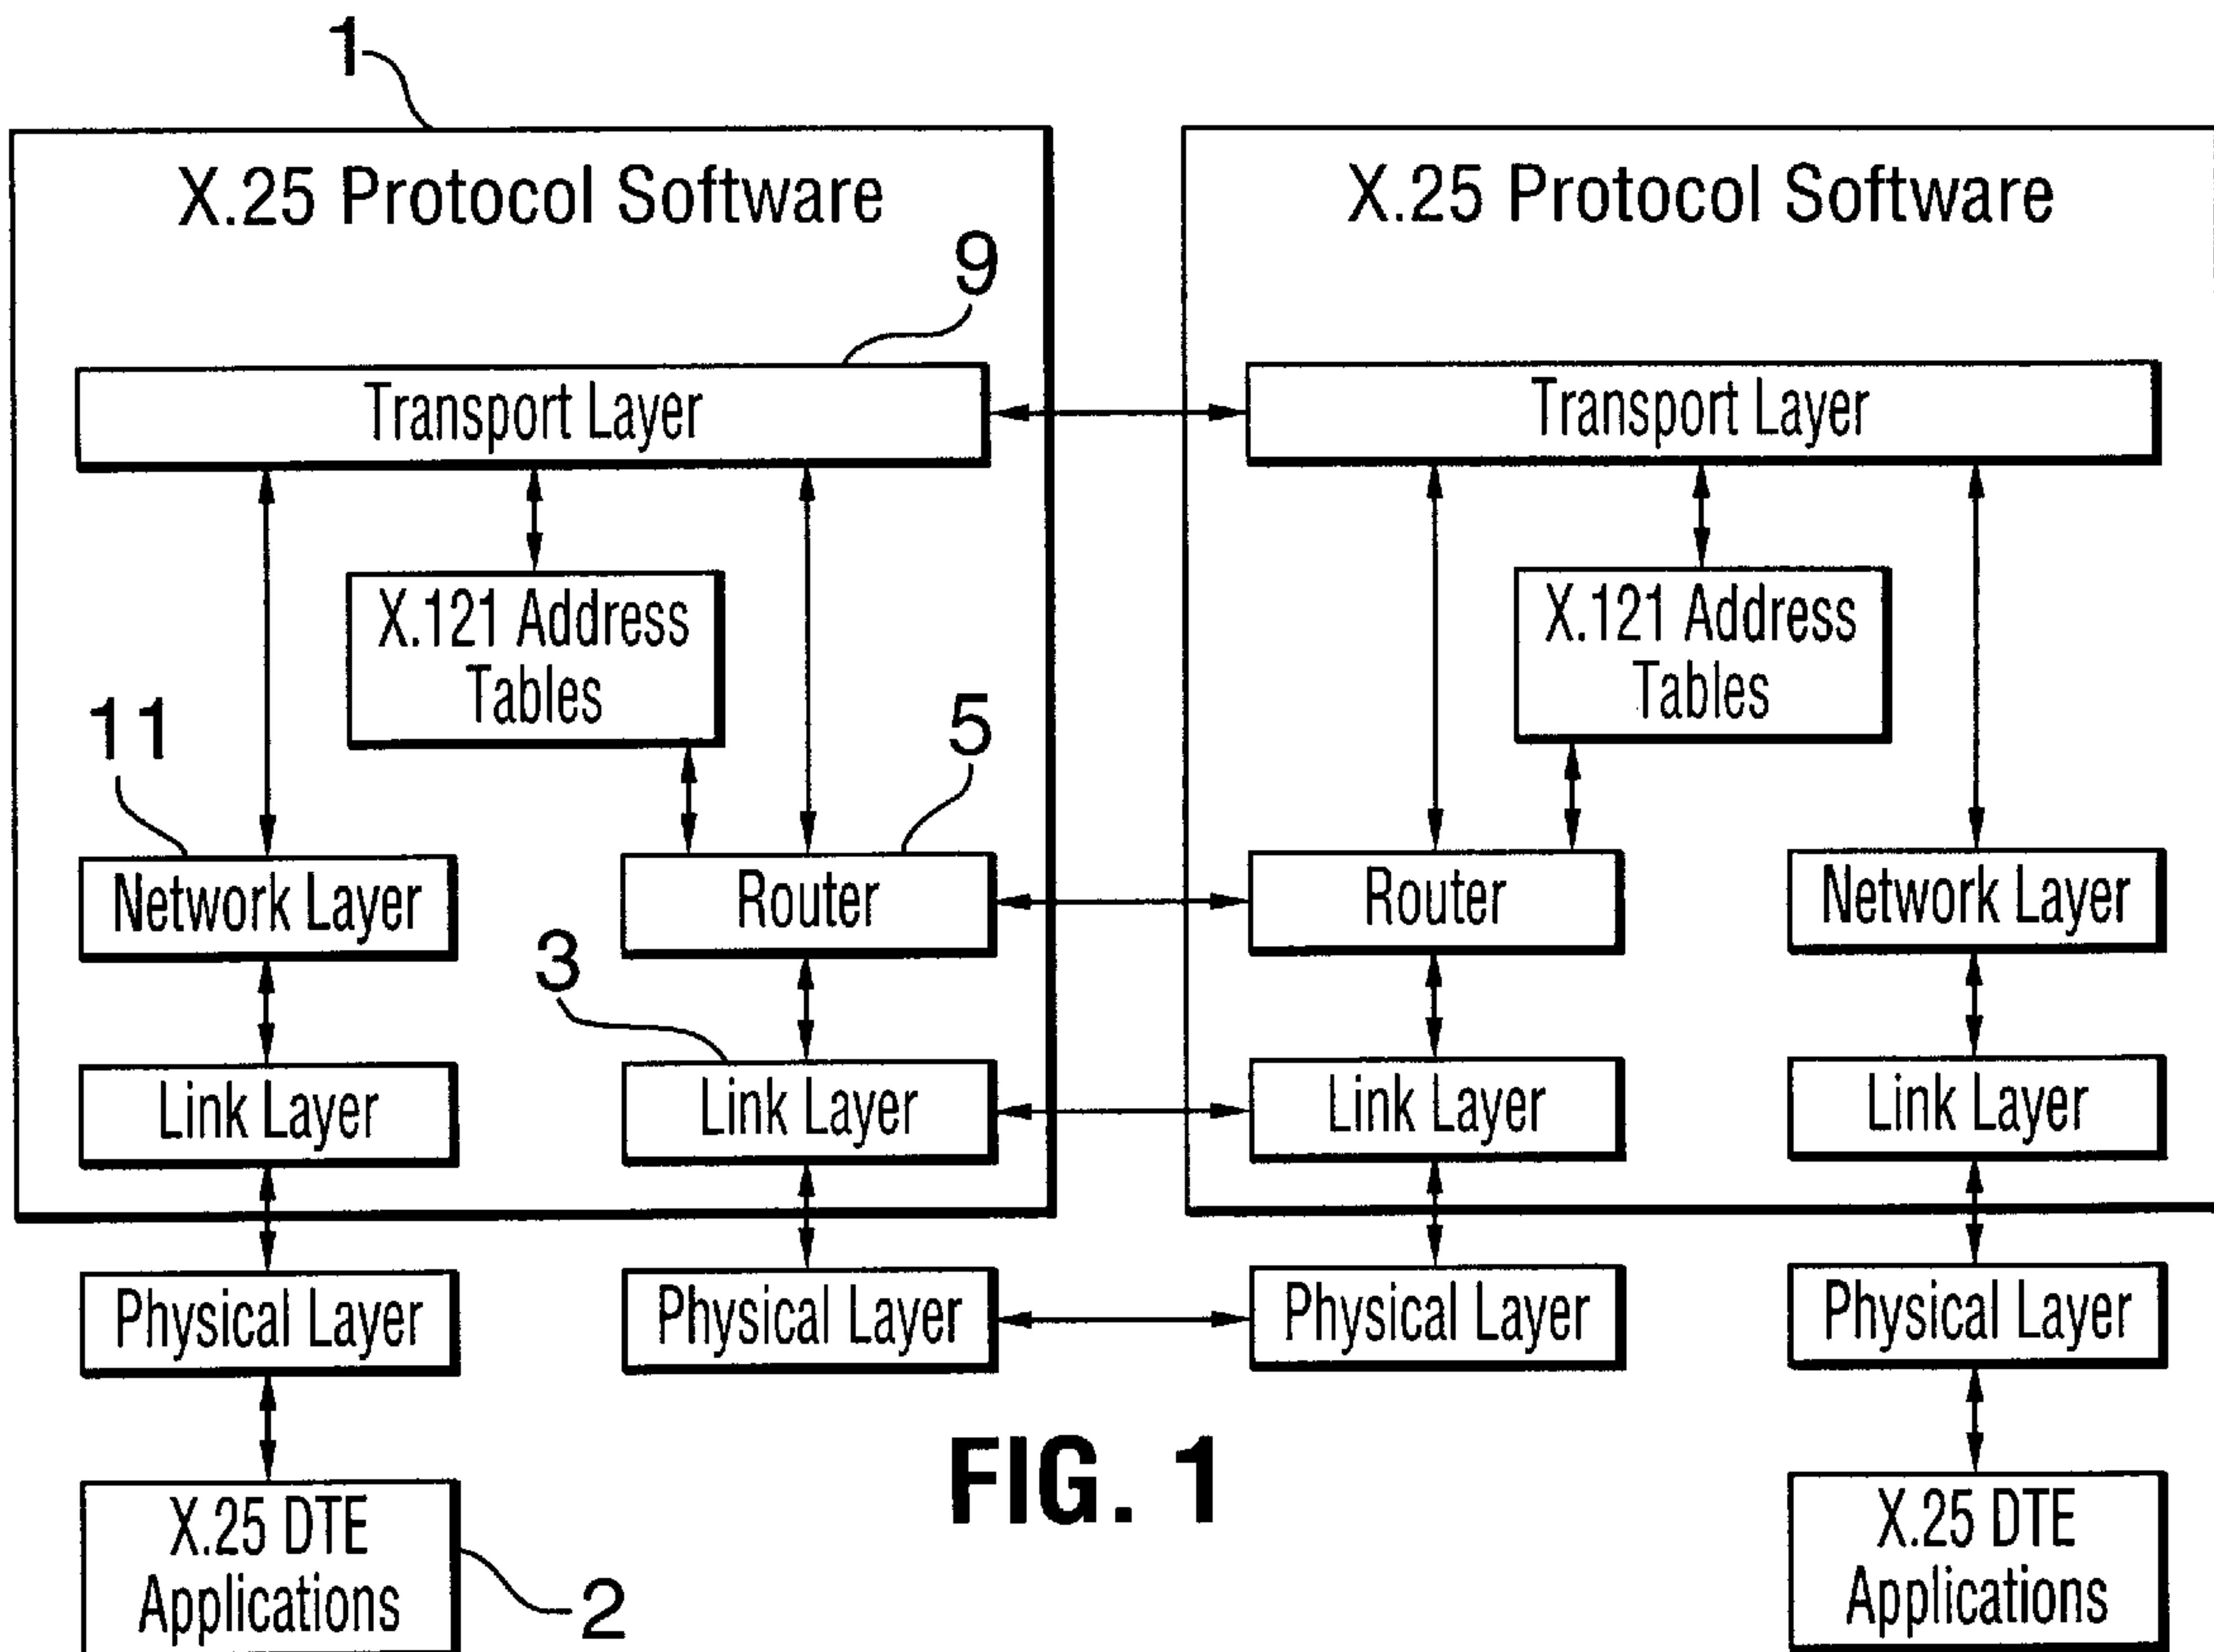 1
X.25 Protocol Software
X.25 Protocol Software
9
Transport Layer
Transport Layer
X.121 Address
Tables
X.121 Address
Tables
11
5
Network Layer
Router
Router
Network Layer
3
Link Layer
Link Layer
Link Layer
Link Layer
Physical Layer
Physical Layer
Physical Layer
Physical Layer
FIG. 1
X.25 DTE
Applications
2
X.25 DTE
Applications